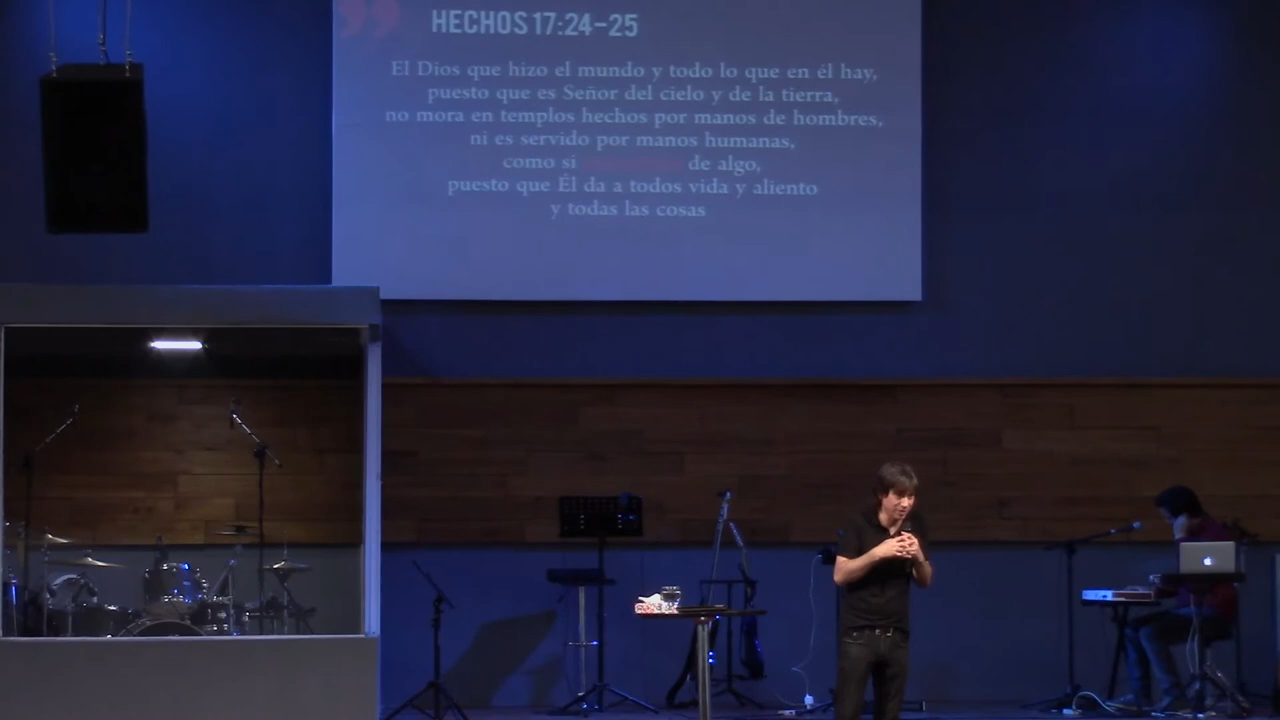 HECHOS 17:24-25
El Dios que hizo el mundo y todo lo que en él hay,
puesto que es Señor del cielo y de la tierra,
no mora en templos hechos por manos de hombres,
ni es servido por manos humanas,
como si de algo,
puesto que Él da a todos vida y aliento
y todas las cosas